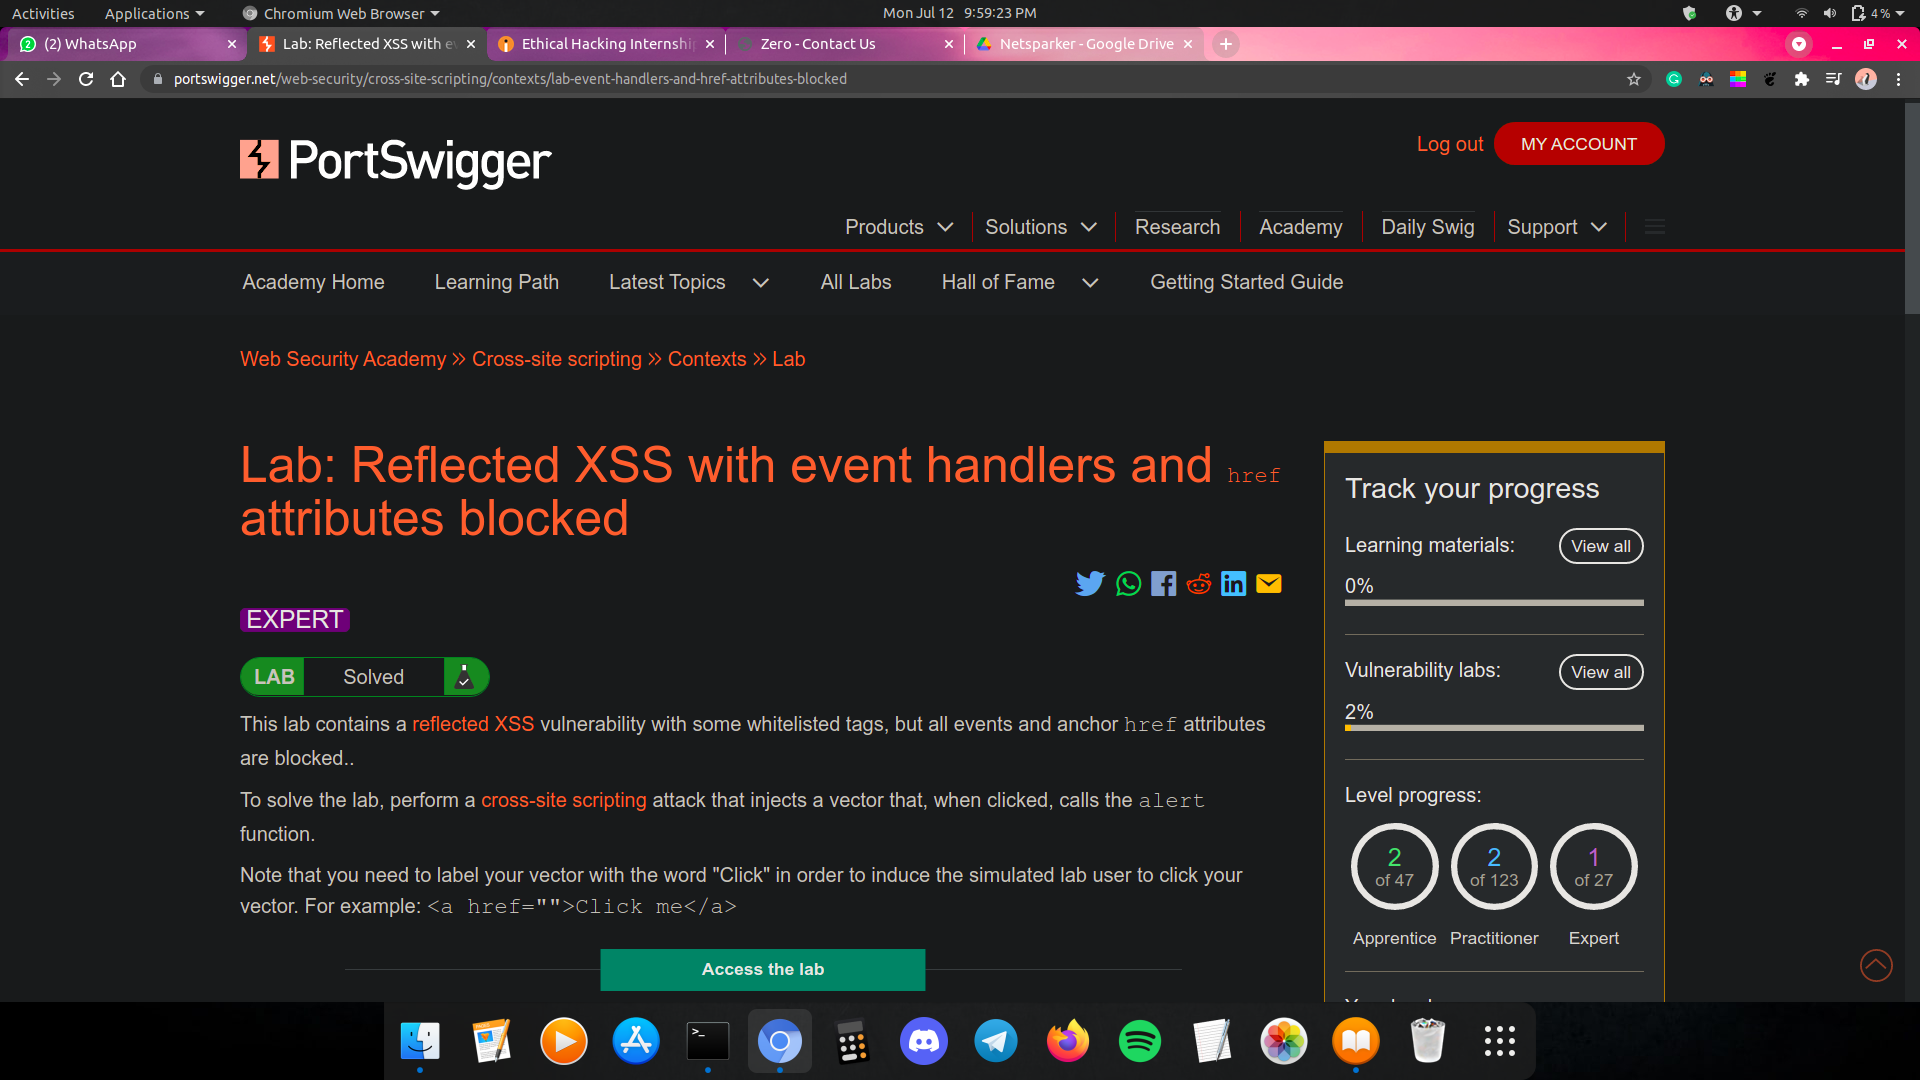 Activities
Applications
Chromium Web Browser
Mon Jul 12 9:59:23 PM
4 %
(2) WhatsApp
Lab: Reflected XSS with ev
Ethical Hacking Internshi
Zero - Contact Us
Netsparker - Google Drive
portswigger.net/web-security/cross-site-scripting/contexts/lab-event-handlers-and-href-attributes-blocked
PortSwigger
Log out
MY ACCOUNT
Products
Solutions
Research
Academy
Daily Swig
Support
Academy Home
Learning Path
Latest Topics
All Labs
Hall of Fame
Getting Started Guide
Web Security Academy » Cross-site scripting » Contexts » Lab
Lab: Reflected XSS with event handlers and href
attributes blocked
EXPERT
LAB
Solved
This lab contains a reflected XSS vulnerability with some whitelisted tags, but all events and anchor href attributes
are blocked..
To solve the lab, perform a cross-site scripting attack that injects a vector that, when clicked, calls the alert
function.
Note that you need to label your vector with the word "Click" in order to induce the simulated lab user to click your
vector. For example: <a href="">Click me</a>
Access the lab
Track your progress
Learning materials:
View all
0%
Vulnerability labs:
View all
2%
Level progress:
2
of 47
2
of 123
1
of 27
Apprentice
Practitioner
Expert